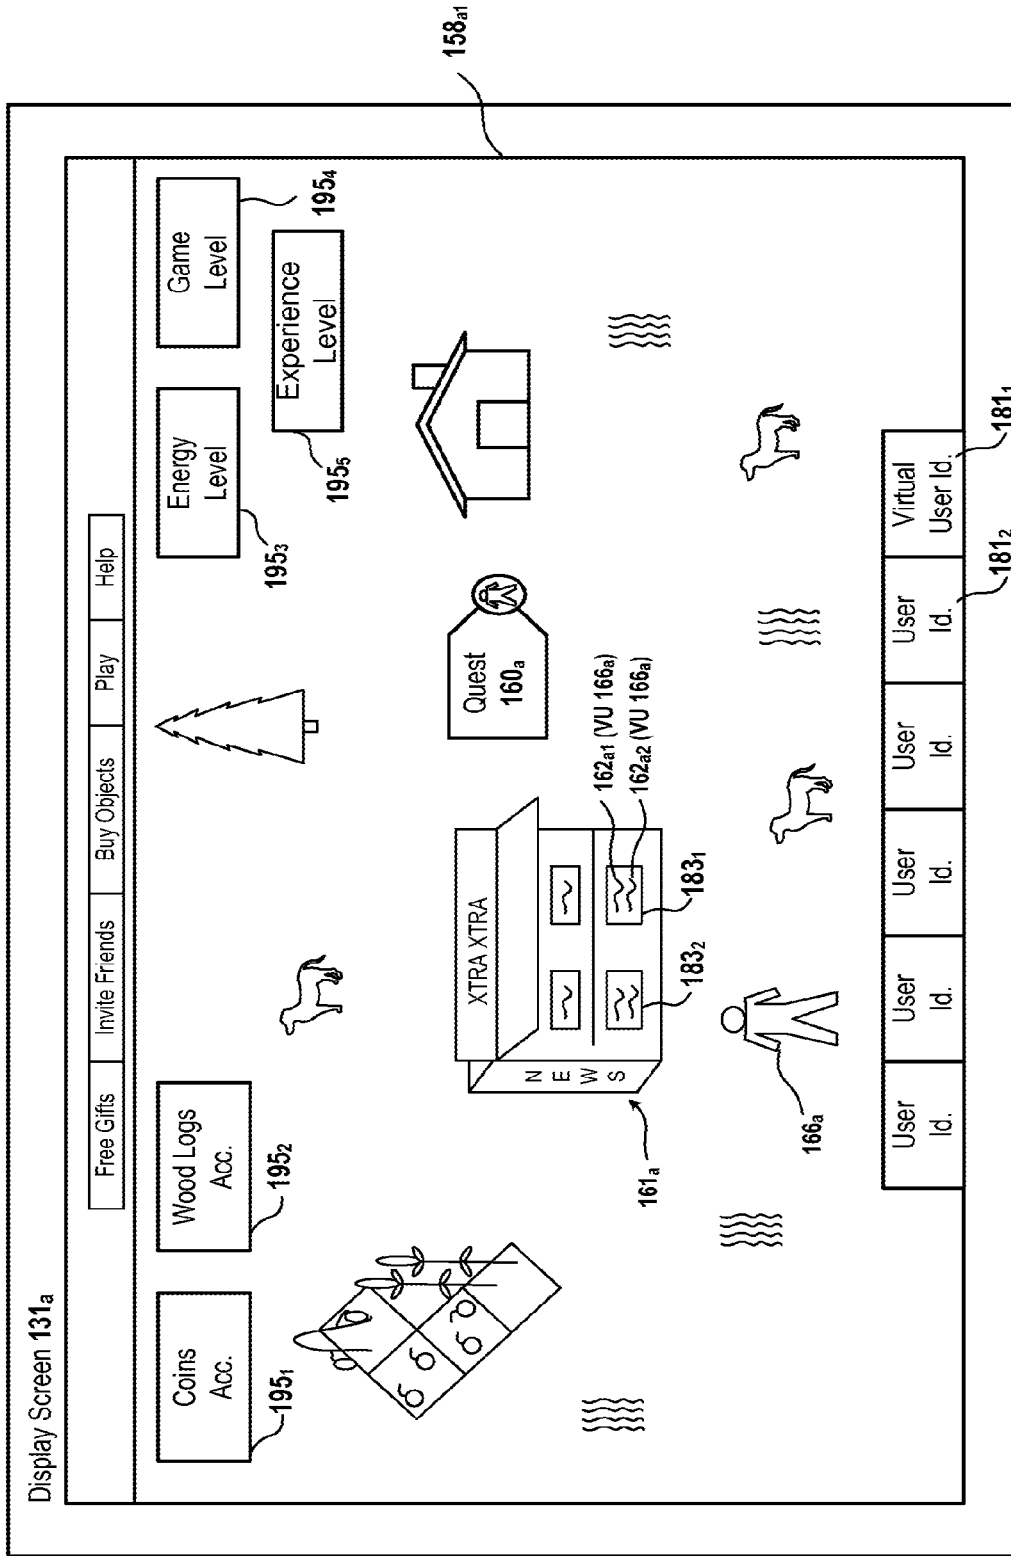 Display Screen 131a
158a1
Free Gifts
Invite Friends
Buy Objects
Play
Help
Coins
Acc.
1951
Wood Logs
Acc.
1952
Energy
Level
1953
Game
Level
1954
Experience
Level
1955
XTRA XTRA
N
E
W
S
161a
Quest
160a
162a1 (VU 166a)
162a2 (VU 166a)
1832
1831
166a
User
Id.
User
Id.
User
Id.
User
Id.
User
Id.
Virtual
User Id.
1812
1811